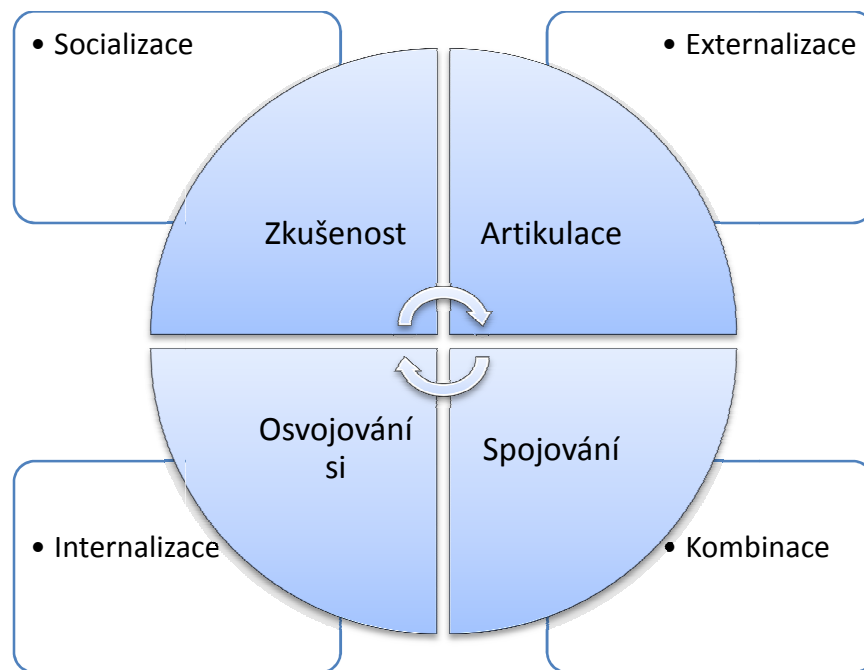 • Socializace
• Externalizace
Zkušenost
Artikulace
Osvojování
si
Spojování
• Internalizace
• Kombinace